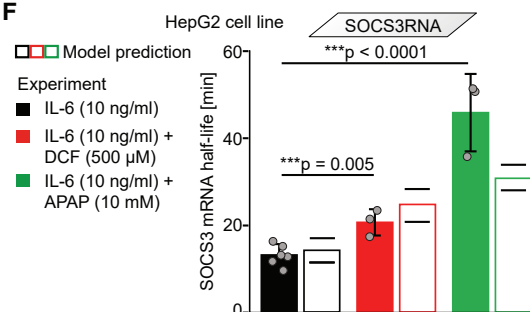 F
HepG2 cell line
SOCS3RNA
Model prediction
Experiment
IL-6 (10 ng/ml)
IL-6 (10 ng/ml) +
DCF (500 µM)
IL-6 (10 ng/ml) +
APAP (10 mM)
SOCS3 mRNA half-life [min]
60
40
20
0
***p < 0.0001
***p = 0.005